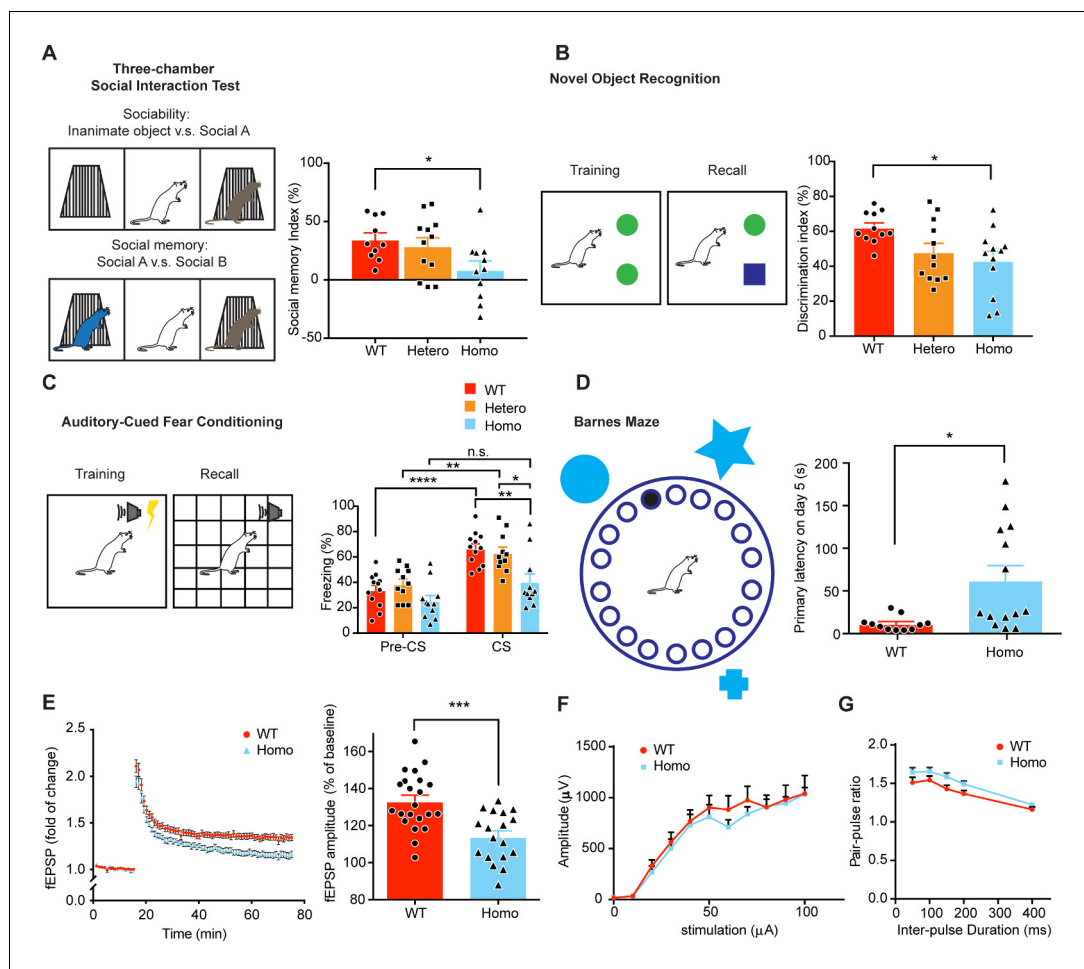 A
Three-chamber
Social Interaction Test
Sociability:
Inanimate object v.s. Social A
Social memory:
Social A v.s. Social B
Social memory Index (%)
100
50
0
-50
*
WT Hetero Homo
B
Novel Object Recognition
Training Recall
Discrimination index (%)
100
80
60
40
20
0
*
WT Hetero Homo
C
Auditory-Cued Fear Conditioning
Training Recall
WT
Hetero
Homo
n.s.
**
*
****
**
Freezing (%)
100
80
60
40
20
0
Pre-CS CS
D
Barnes Maze
Primary latency on day 5 (s)
200
150
100
50
0
*
WT Homo
E
fEPSP (fold of change)
2.5
2.0
1.5
1.0
0.0
WT
Homo
0 20 40 60 80
Time (min)
fEPSP amplitude (% of baseline)
160
140
120
100
80
***
WT Homo
F
WT
Homo
Amplitude (µV)
1500
1000
500
0
0 50 100
stimulation (µA)
G
WT
Homo
Pair-pulse ratio
2.0
1.5
1.0
0.5
0.0
0 100 200 300 400
Inter-pulse Duration (ms)